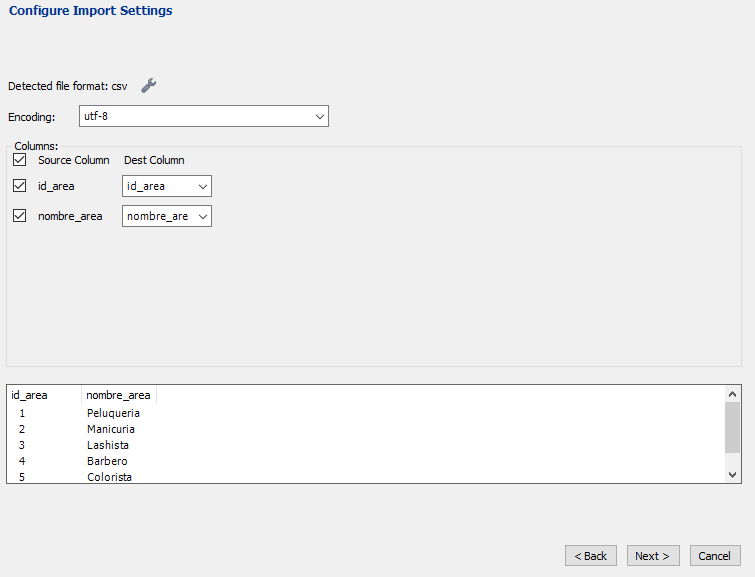 Configure Import Settings
Detected file format: csv
Encoding: utf-8
Columns:
Source Column Dest Column
id_area id_area
nombre_area nombre_are
id_area nombre_area
1 Peluqueria
2 Manicuria
3 Lashista
4 Barbero
5 Colorista
< Back Next > Cancel